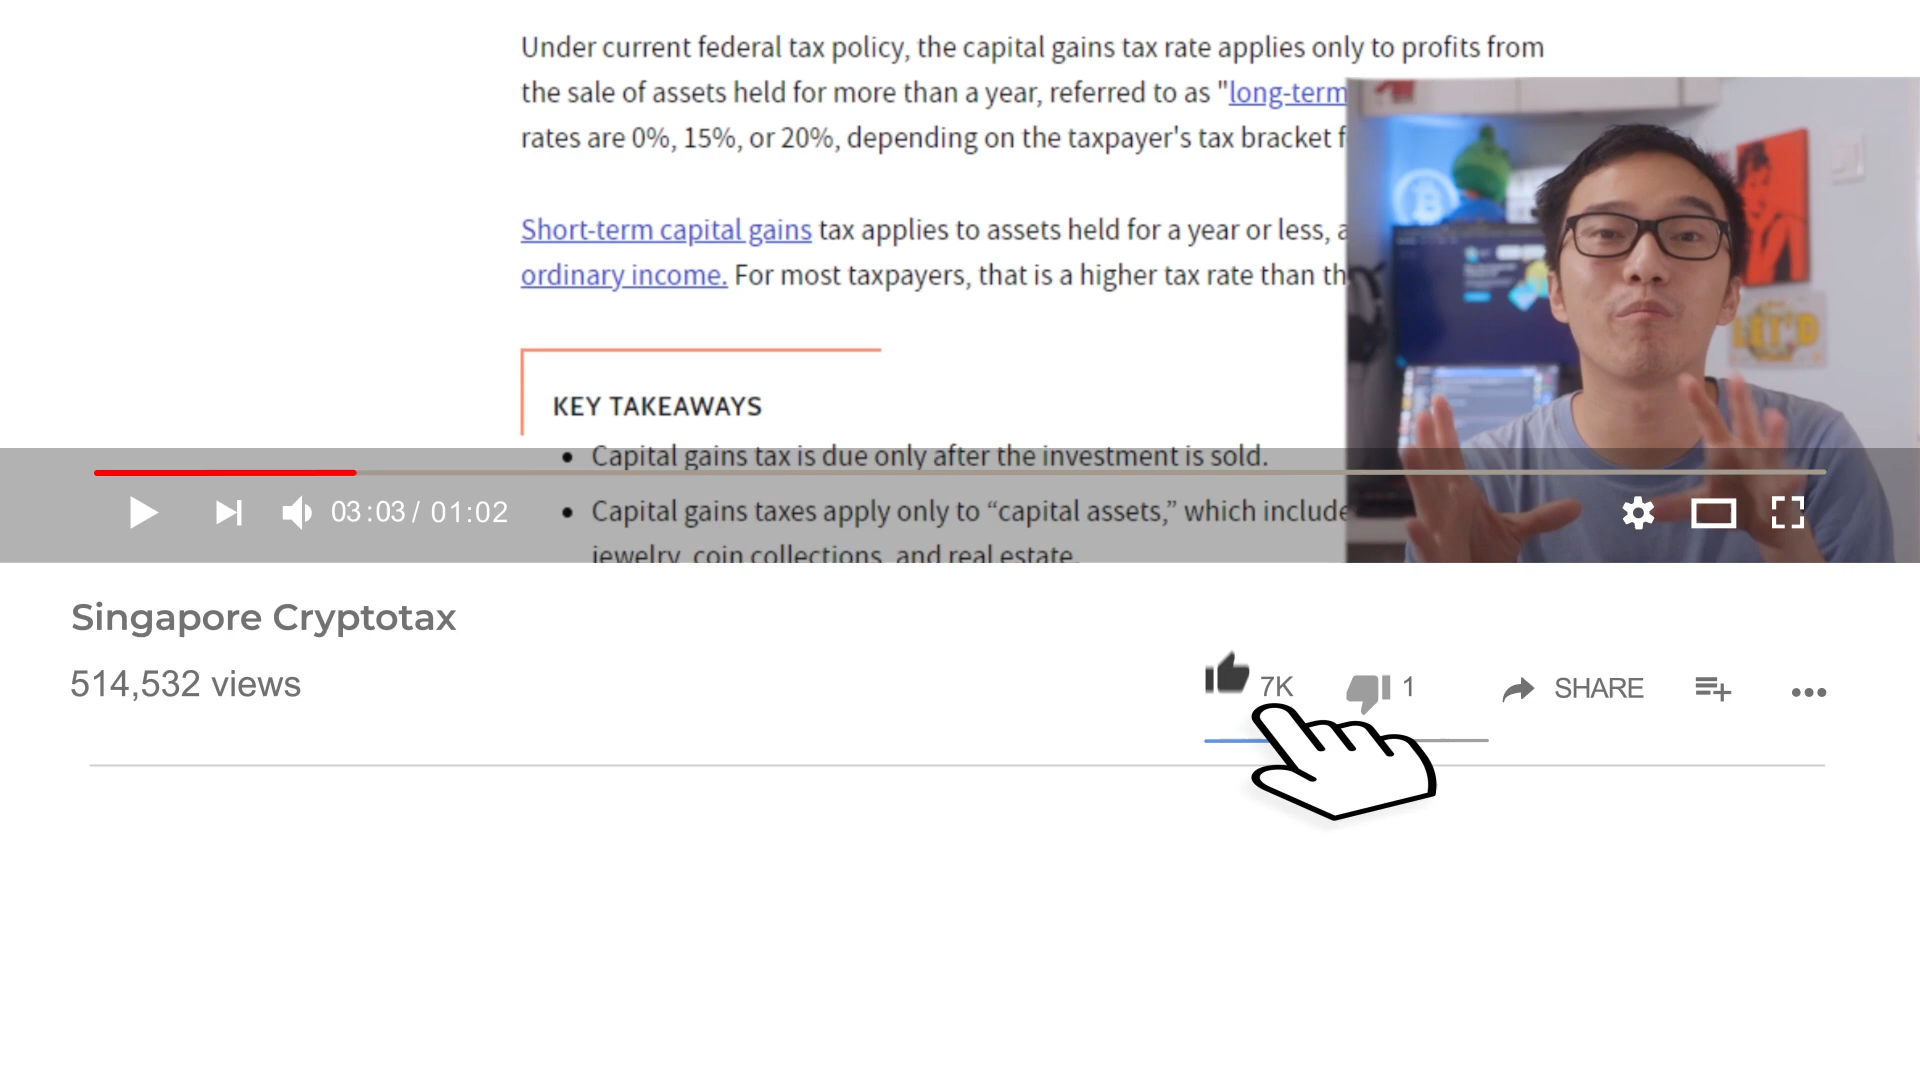 Under current federal tax policy, the capital gains tax rate applies only to profits from
the sale of assets held for more than a year, referred to as "long-term
rates are 0%, 15%, or 20%, depending on the taxpayer's tax bracket f
Short-term capital gains tax applies to assets held for a year or less, a
ordinary income. For most taxpayers, that is a higher tax rate than th
KEY TAKEAWAYS
• Capital gains tax is due only after the investment is sold.
• Capital gains taxes apply only to “capital assets,” which include
jewelry, coin collections, and real estate.
03:03 / 01:02
Singapore Cryptotax
514,532 views
7K
1
SHARE